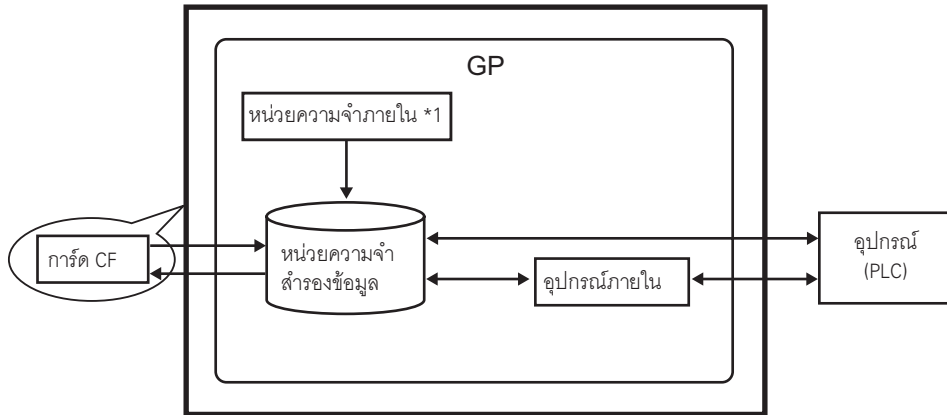 GP
หน่วยความจำภายใน *1
การ์ด CF
หน่วยความจำ
สำรองข้อมูล
อุปกรณ์ภายใน
อุปกรณ์
(PLC)